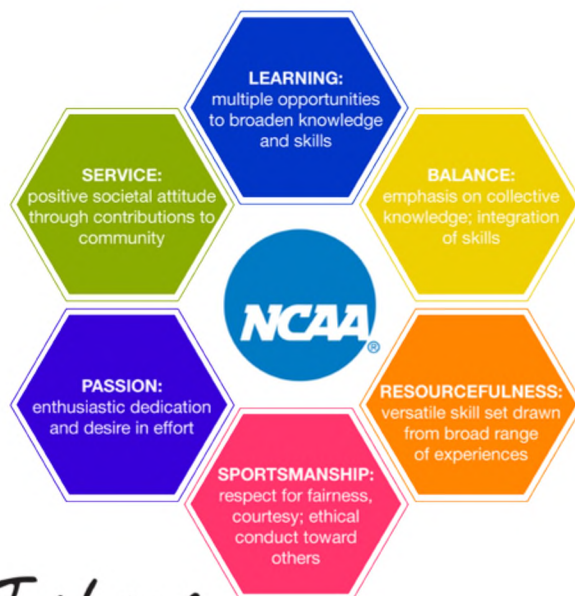 LEARNING:
multiple opportunities
to broaden knowledge
and skills
SERVICE:
positive societal attitude
through contributions to
community
BALANCE:
emphasis on collective
knowledge; integration
of skills
NCAA®
PASSION:
enthusiastic dedication
and desire in effort
RESOURCEFULNESS:
versatile skill set drawn
from broad range
of experiences
SPORTSMANSHIP:
respect for fairness,
courtesy; ethical
conduct toward
others